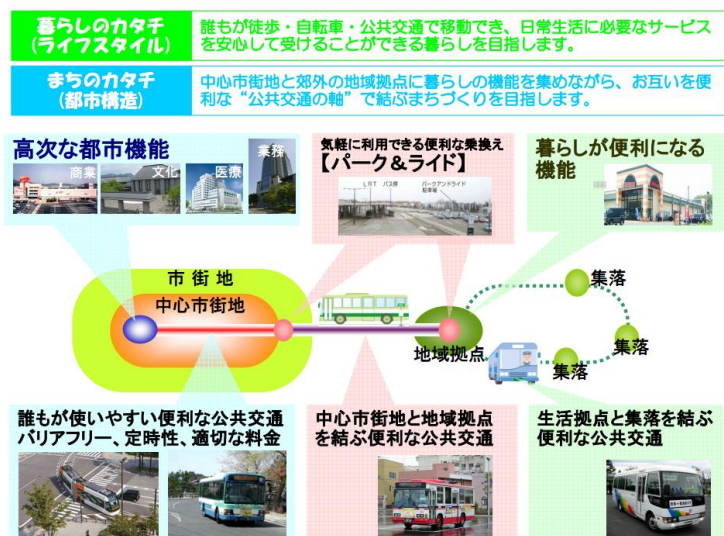 暮らしのカタチ
(ライフスタイル)
誰もが徒歩・自転車・公共交通で移動でき、日常生活に必要なサービス
を安心して受けることができる暮らしを目指します。
まちのカタチ
(都市構造)
中心市街地と郊外の地域拠点に暮らしの機能を集めながら、お互いを便
利な“公共交通の軸”で結ぶまちづくりを目指します。
高次な都市機能
商業
文化
医療
業務
気軽に利用できる便利な乗換え
【パーク&ライド】
LRT バス停
パークアンドライド
駐車場
暮らしが便利になる
機能
市街地
中心市街地
地域拠点
集落
集落
集落
誰もが使いやすい便利な公共交通
バリアフリー、定時性、適切な料金
中心市街地と地域拠点
を結ぶ便利な公共交通
生活拠点と集落を結ぶ
便利な公共交通